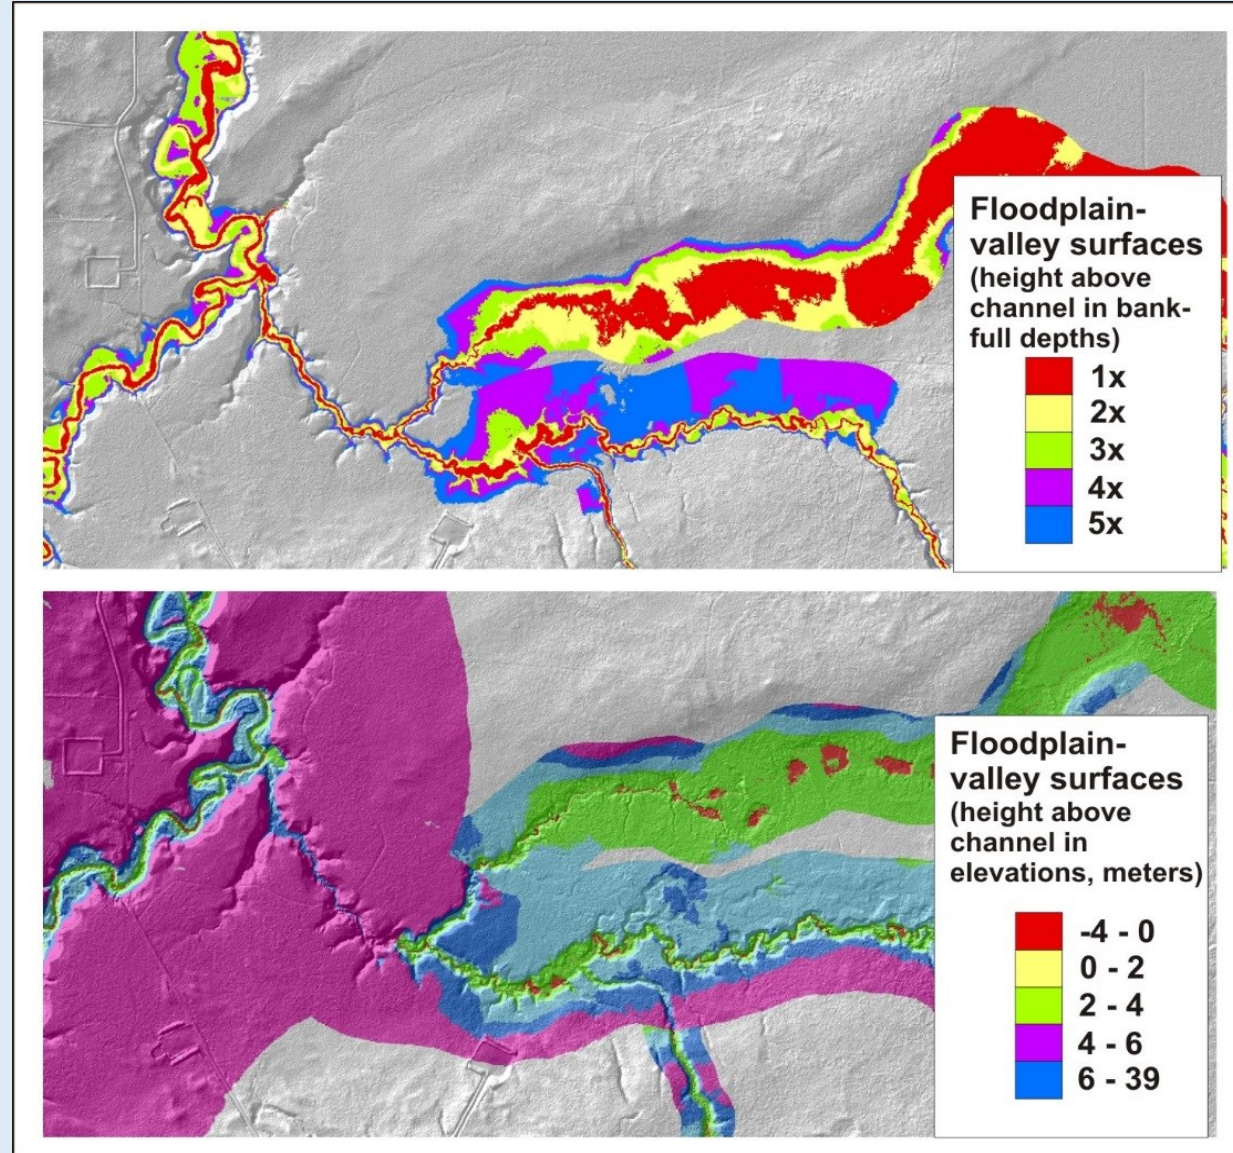 Floodplain-
valley surfaces
(height above
channel in bank-
full depths)
1x
2x
3x
4x
5x
Floodplain-
valley surfaces
(height above
channel in
elevations, meters)
-4 - 0
0 - 2
2 - 4
4 - 6
6 - 39